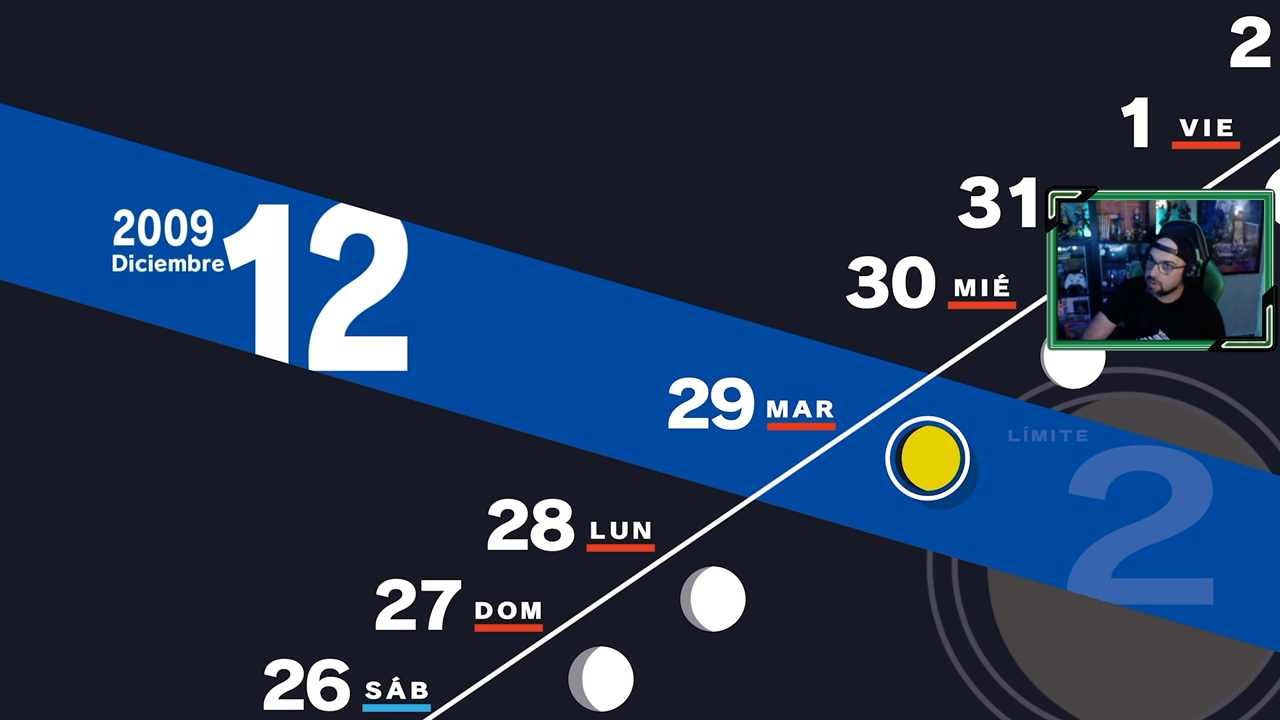 2
1 VIE
31
30 MIÉ
2009
Diciembre
12
29 MAR
LÍMITE
2
28 LUN
27 DOM
26 SÁB